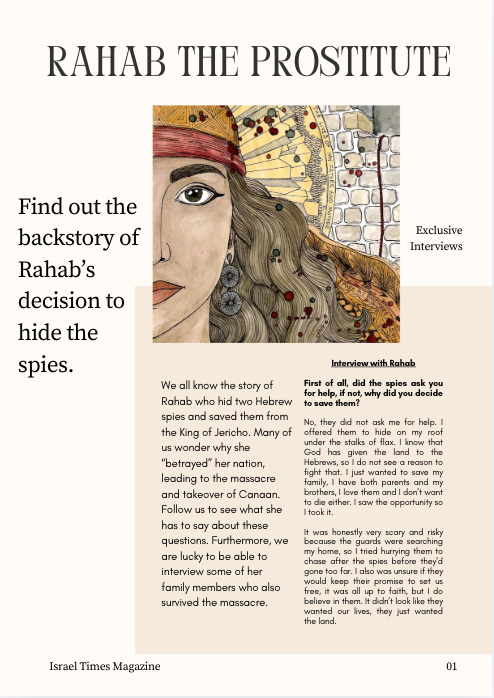 RAHAB THE PROSTITUTE
Find out the
backstory of
Rahab’s
decision to
hide the
spies.
Exclusive
Interviews
We all know the story of
Rahab who hid two Hebrew
spies and saved them from
the King of Jericho. Many of
us wonder why she
“betrayed” her nation,
leading to the massacre
and takeover of Canaan.
Follow us to see what she
has to say about these
questions. Furthermore, we
are lucky to be able to
interview some of her
family members who also
survived the massacre.
Interview with Rahab
First of all, did the spies ask you
for help, if not, why did you decide
to save them?
No, they did not ask me for help. I
offered them to hide on my roof
under the stalks of flax. I know that
God has given the land to the
Hebrews, so I do not see a reason to
fight that. I just wanted to save my
family, I have both parents and my
brothers, I love them and I don’t want
to die either. I saw the opportunity so
I took it.
It was honestly very scary and risky
because the guards were searching
my home, so I tried hurrying them to
chase after the spies before they’d
gone too far. I also was unsure if they
would keep their promise to set us
free, it was all up to faith, but I do
believe in them. It didn’t look like they
wanted our lives, they just wanted
the land.
Israel Times Magazine
01